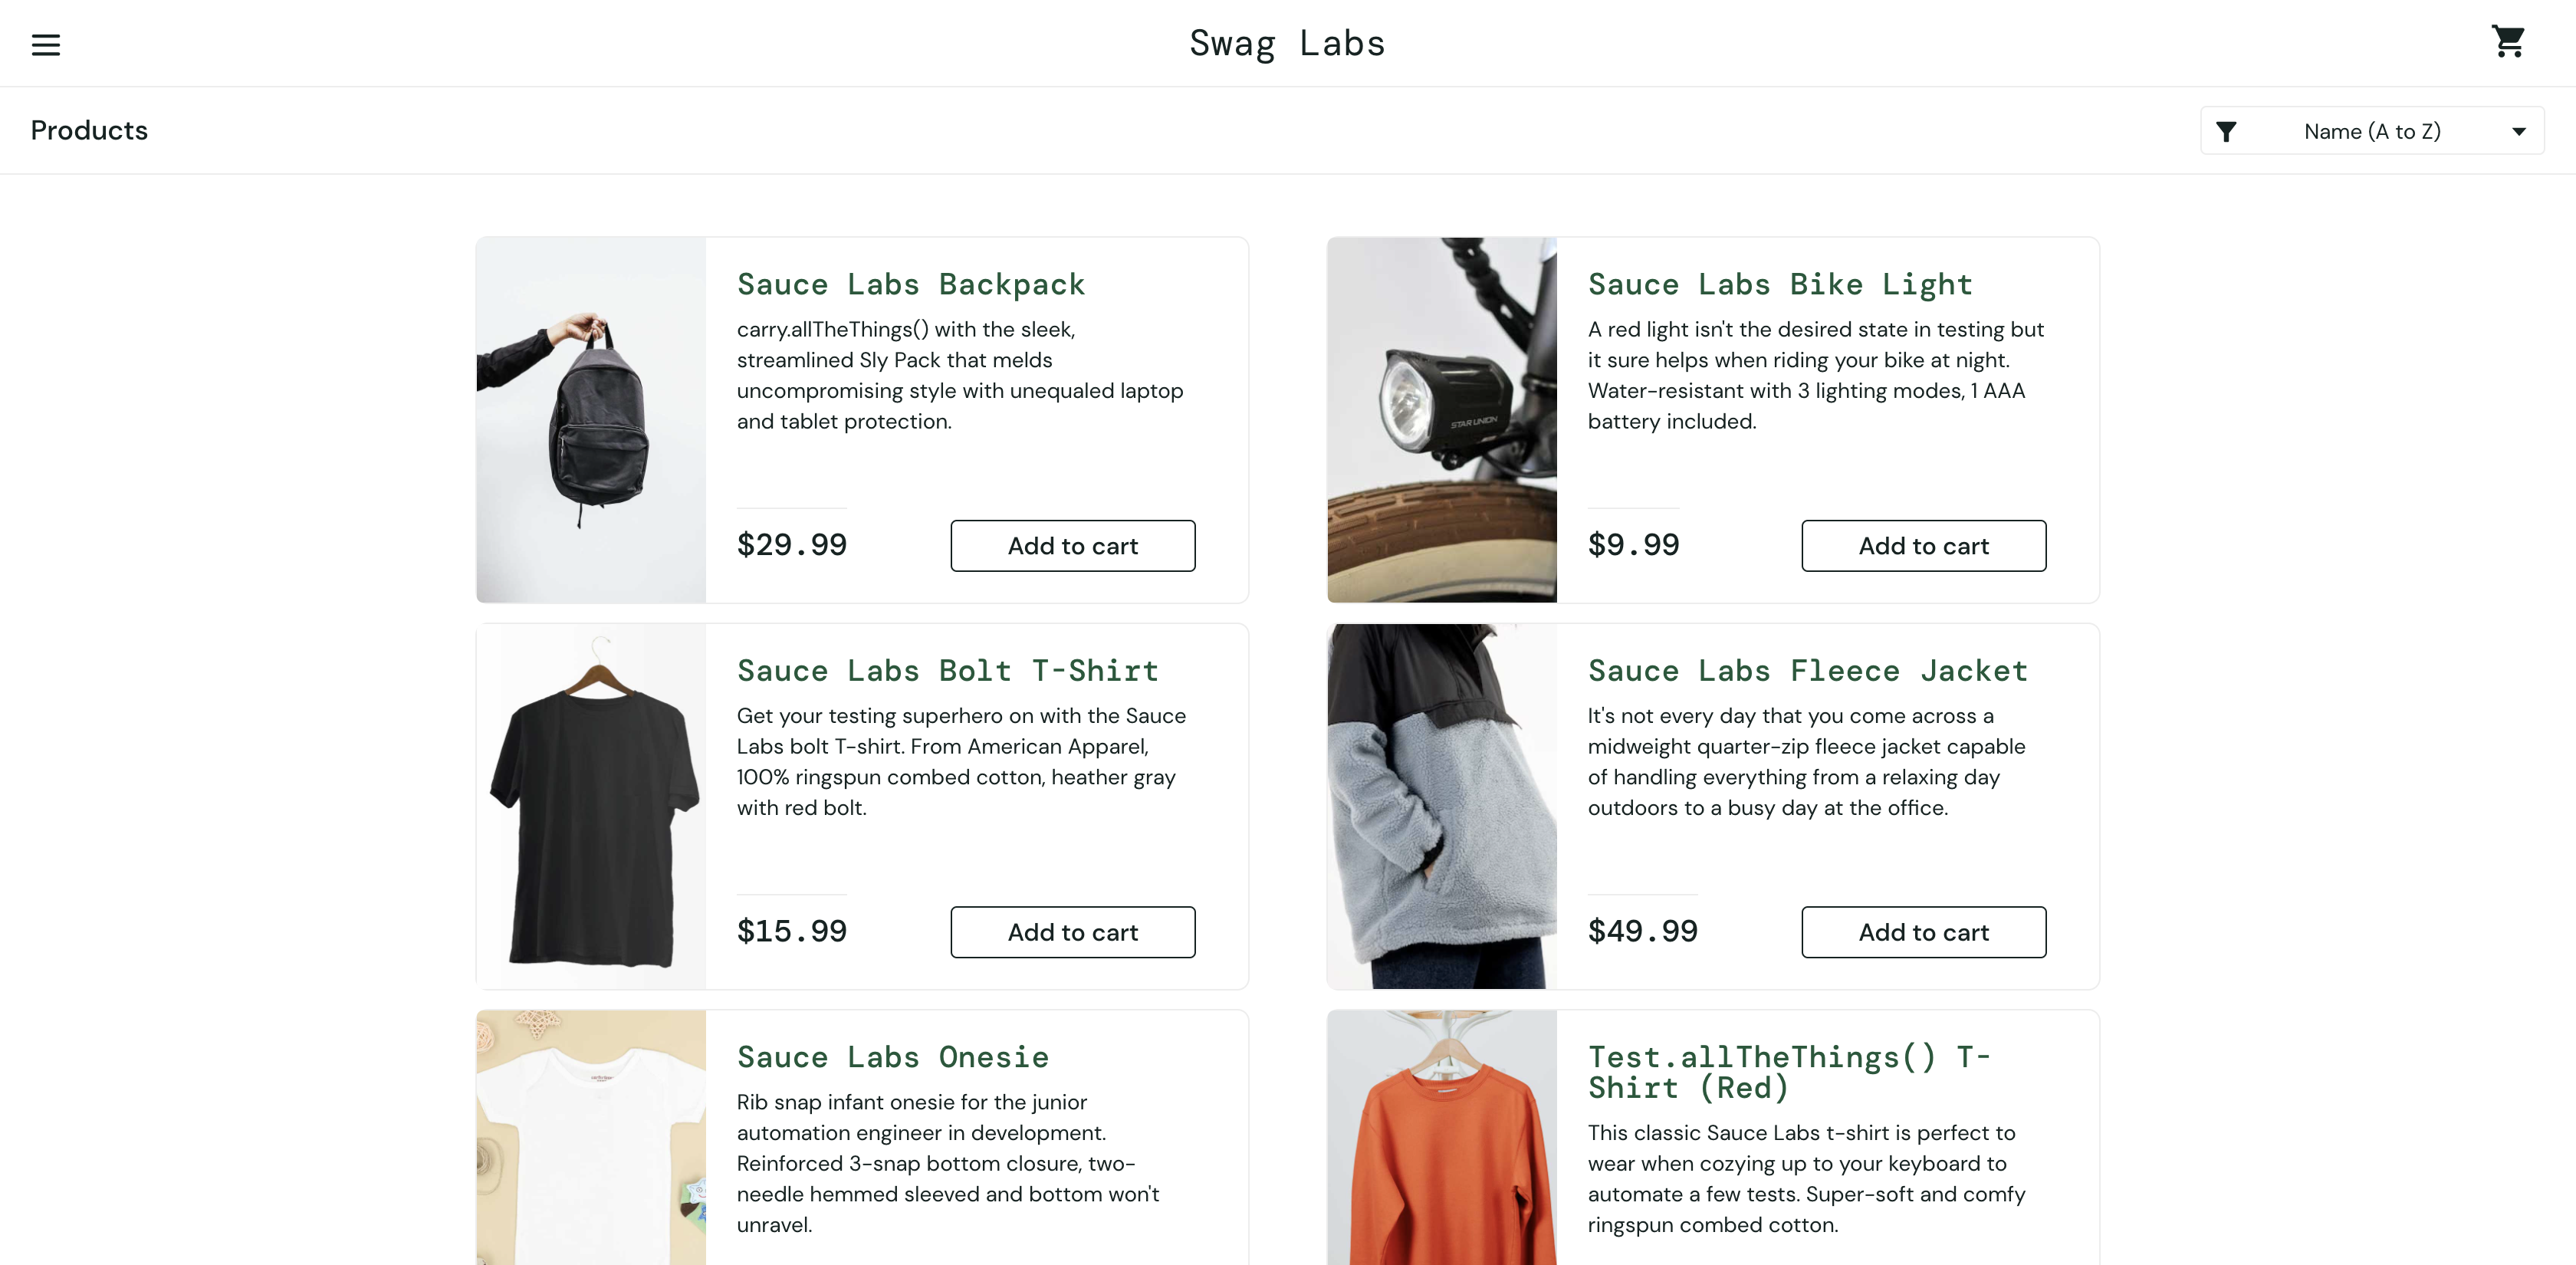 Swag Labs
Products
Name (A to Z)
Sauce Labs Backpack
carry.allTheThings() with the sleek,
streamlined Sly Pack that melds
uncompromising style with unequaled laptop
and tablet protection.
$29.99
Add to cart
Sauce Labs Bike Light
A red light isn't the desired state in testing but
it sure helps when riding your bike at night.
Water-resistant with 3 lighting modes, 1 AAA
battery included.
STAR UNION
$9.99
Add to cart
Sauce Labs Bolt T-Shirt
Get your testing superhero on with the Sauce
Labs bolt T-shirt. From American Apparel,
100% ringspun combed cotton, heather gray
with red bolt.
$15.99
Add to cart
Sauce Labs Fleece Jacket
It's not every day that you come across a
midweight quarter-zip fleece jacket capable
of handling everything from a relaxing day
outdoors to a busy day at the office.
$49.99
Add to cart
Sauce Labs Onesie
Rib snap infant onesie for the junior
automation engineer in development.
Reinforced 3-snap bottom closure, two-
needle hemmed sleeved and bottom won't
unravel.
Test.allTheThings() T-
Shirt (Red)
This classic Sauce Labs t-shirt is perfect to
wear when cozying up to your keyboard to
automate a few tests. Super-soft and comfy
ringspun combed cotton.